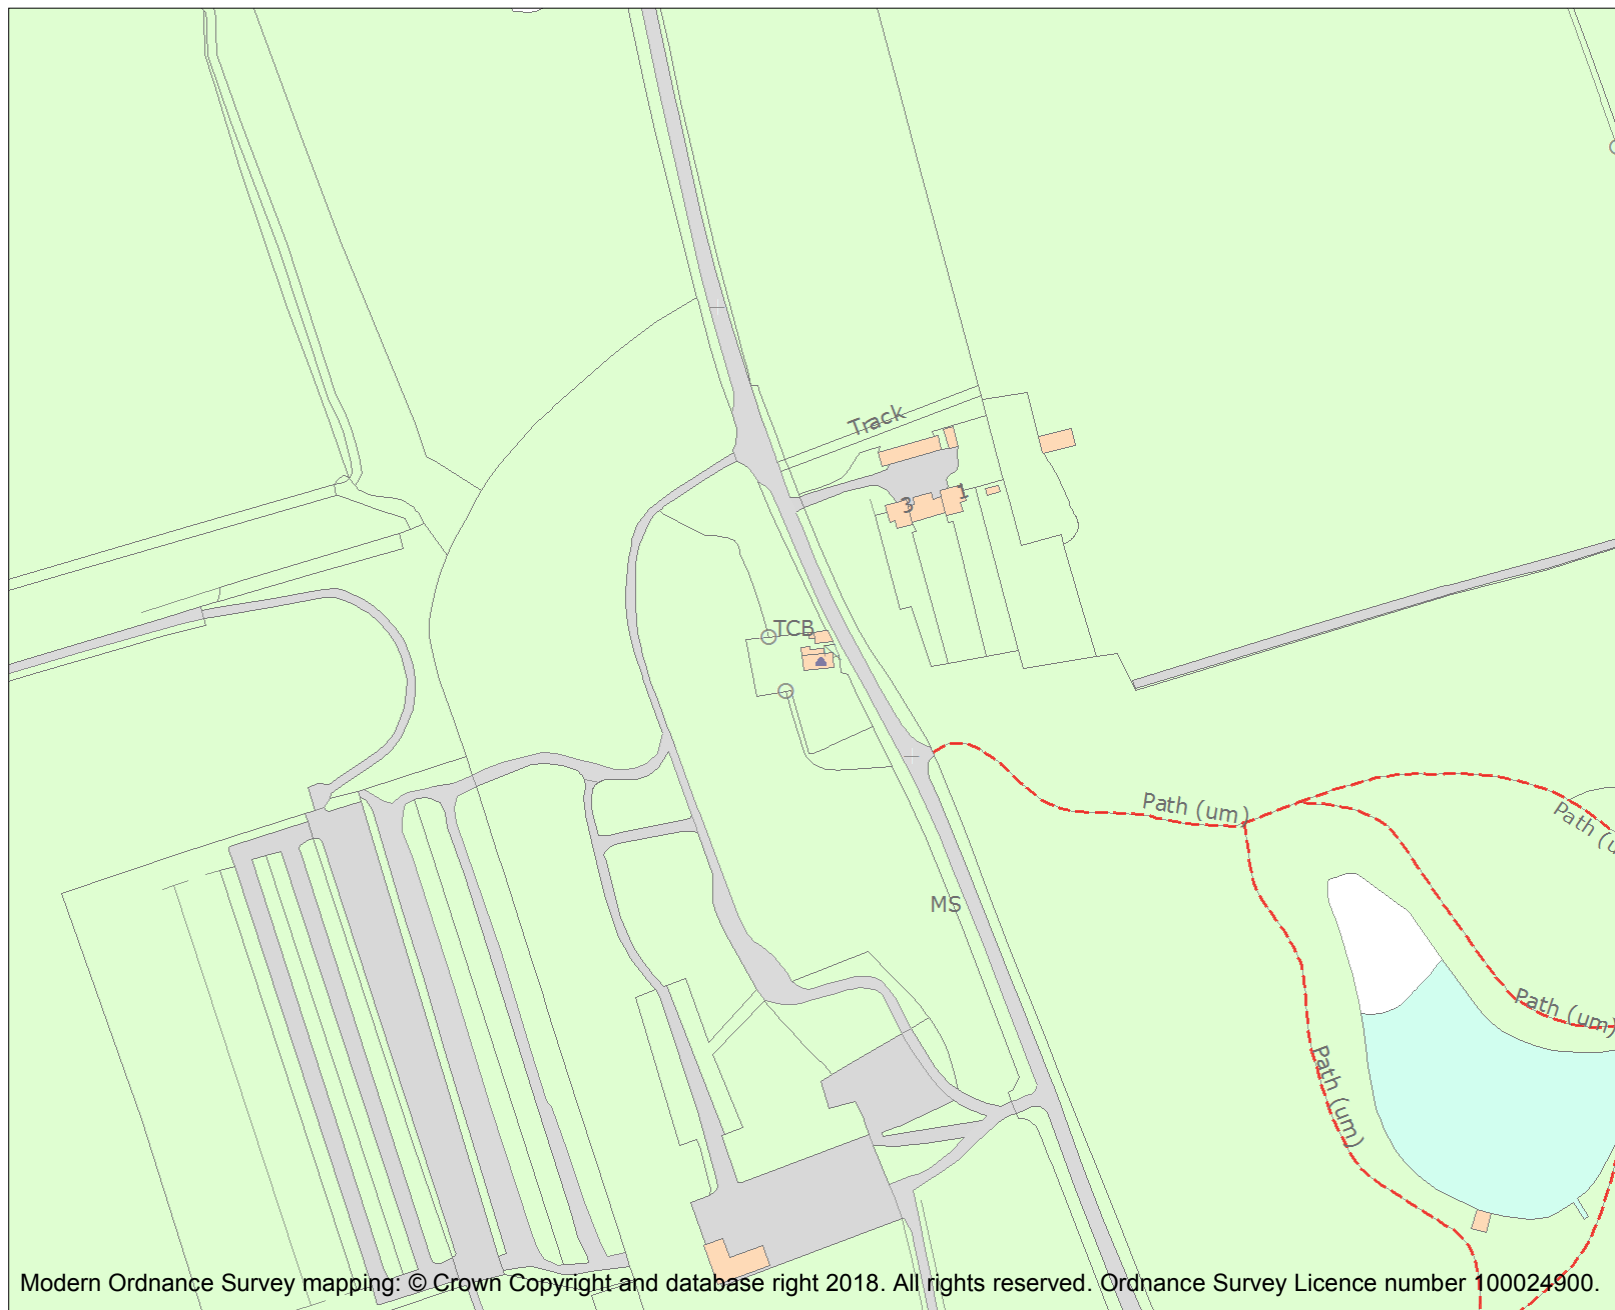 Track
3
1
TCB
Path (um)
Path (u
MS
Path (um)
Path (um)
Modern Ordnance Survey mapping: © Crown Copyright and database right 2018. All rights reserved. Ordnance Survey Licence number 100024900.